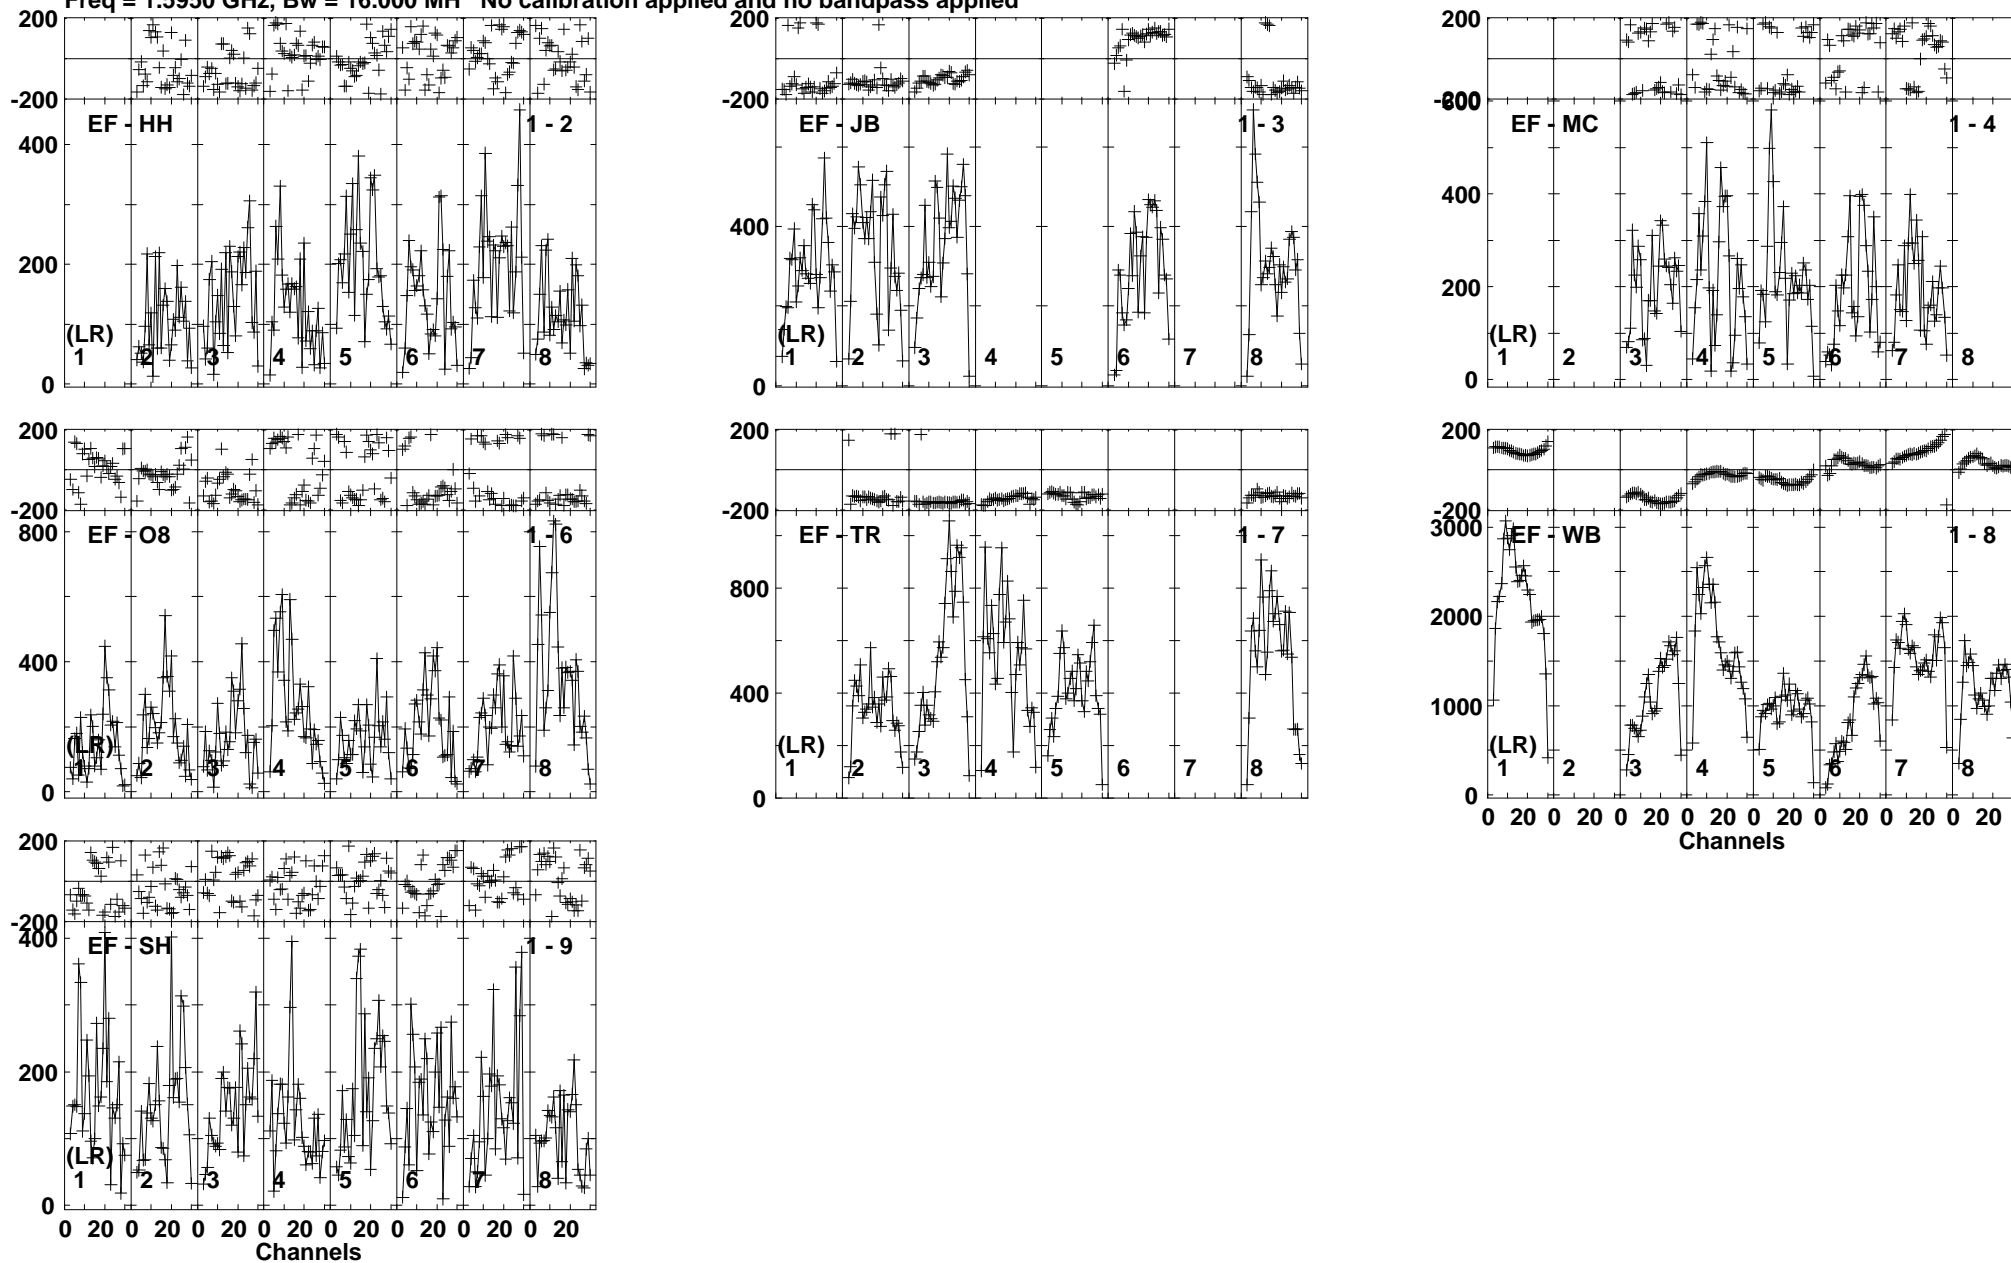 Freq = 1.5950 GHz, Bw = 16.000 MH No calibration applied and no bandpass applied
200
-200
EF - HH
1 - 2
400
200
0
(LR)
1 2 3 4 5 6 7 8
200
-200
EF - JB
1 - 3
400
0
(LR)
1 2 3 4 5 6 7 8
200
-200
600
EF - MC
1 - 4
400
200
0
(LR)
1 2 3 4 5 6 7 8
200
-200
800
EF - O8
1 - 6
400
0
(LR)
1 2 3 4 5 6 7 8
200
-200
EF - TR
1 - 7
800
400
0
(LR)
1 2 3 4 5 6 7 8
200
-200
3000
EF - WB
1 - 8
2000
1000
0
(LR)
1 2 3 4 5 6 7 8
0 20 0 20 0 20 0 20 0 20 0 20 0 20 0 20
Channels
200
-200
400
EF - SH
1 - 9
200
0
(LR)
1 2 3 4 5 6 7 8
0 20 0 20 0 20 0 20 0 20 0 20 0 20 0 20
Channels